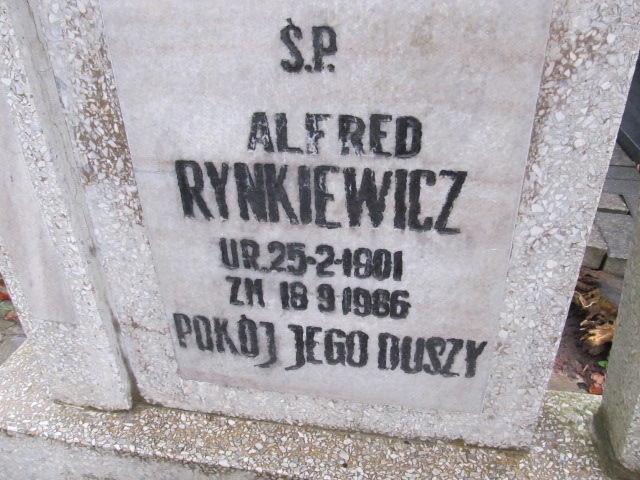 Ś.P.
ALFRED
RYNKIEWICZ
UR. 25-2-1901
ZM 18 9 1986
POKÓJ JEGO DUSZY